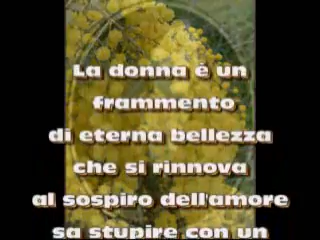 La donna è un
frammento
di eterna bellezza
che si rinnova
al sospiro dell'amore
sa stupire con un